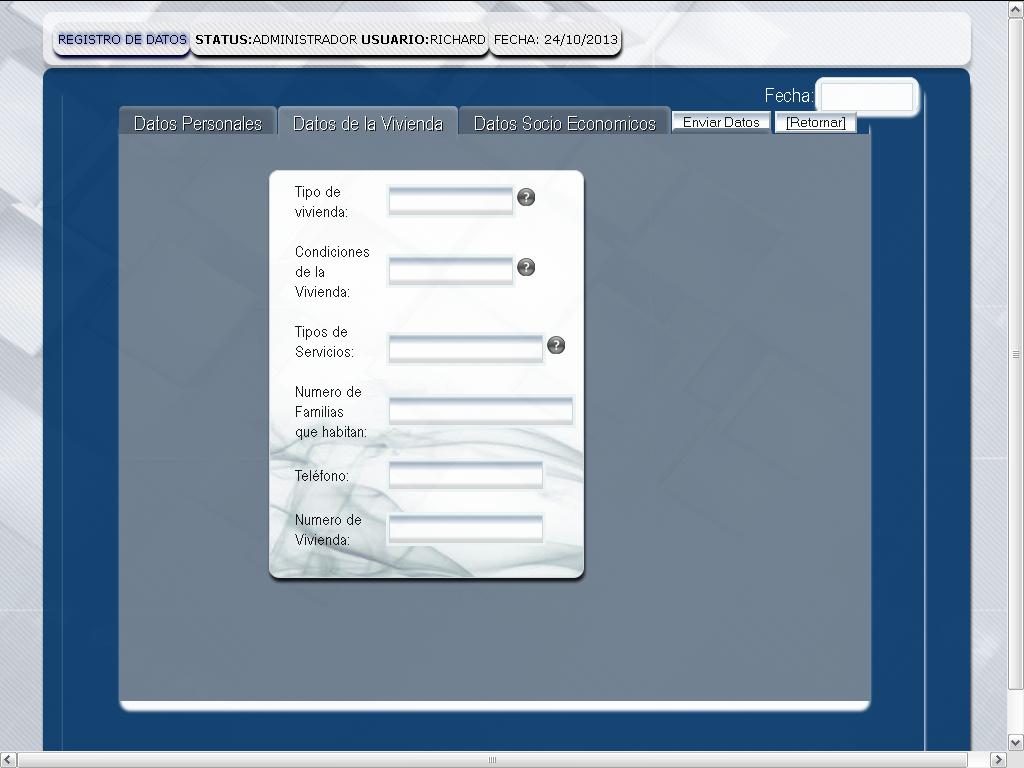 REGISTRO DE DATOS STATUS:ADMINISTRADOR USUARIO:RICHARD FECHA: 24/10/2013
Fecha:
Datos Personales Datos de la Vivienda Datos Socio Economicos Enviar Datos [Retornar]
Tipo de
vivienda:
?
Condiciones
de la
Vivienda:
?
Tipos de
Servicios:
?
Numero de
Familias
que habitan:
Teléfono:
Numero de
Vivienda: